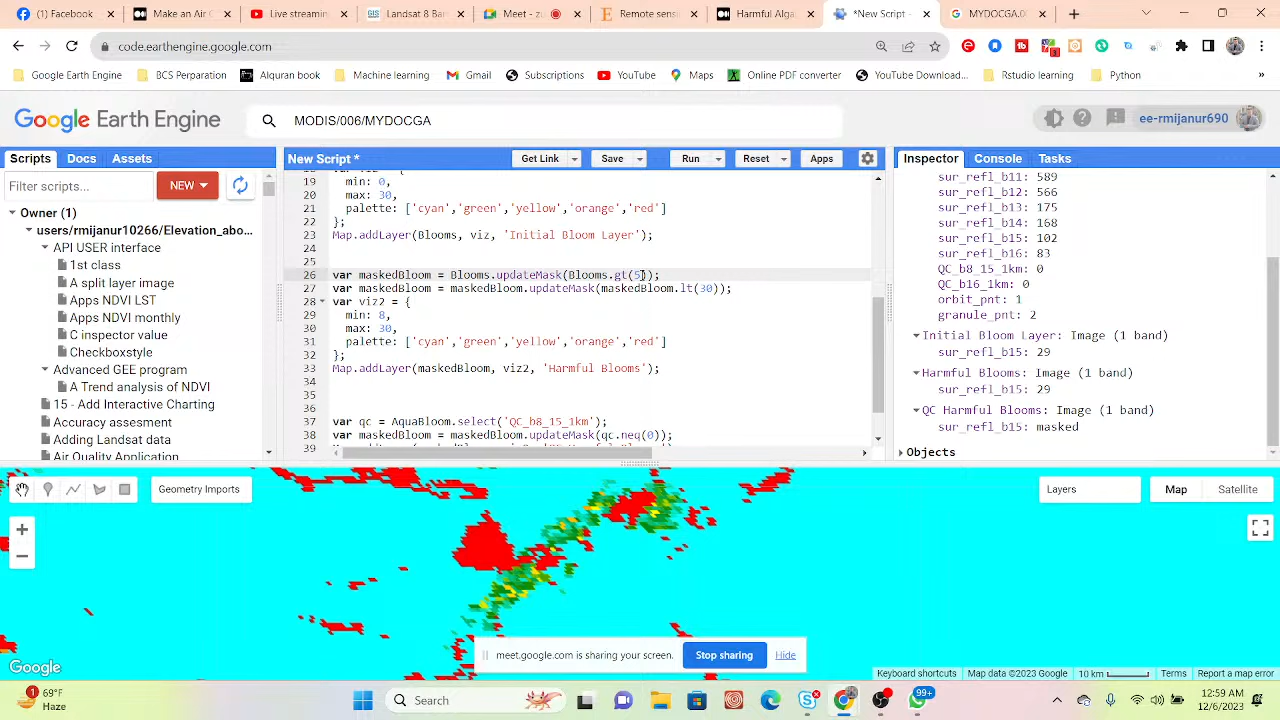 Facebook
Make an Air C
Live streami
Landsat 8 Bar
Meet - zu
Remote sens
Harmful Alga
*New Script -
MYDOCGA.0
code.earthengine.google.com
Google Earth Engine
BCS Perparation
Alquran book
Machine learning
Gmail
Subscriptions
YouTube
Maps
Online PDF converter
YouTube Download...
Rstudio learning
Python
»
Google Earth Engine
MODIS/006/MYDOCGA
ee-rmijanur690
Scripts
Docs
Assets
New Script *
Get Link
Save
Run
Reset
Apps
Inspector
Console
Tasks
Filter scripts...
NEW
Owner (1)
users/rmijanur10266/Elevation_abo...
API USER interface
1st class
A split layer image
Apps NDVI LST
Apps NDVI monthly
C inspector value
Checkboxstyle
Advanced GEE program
A Trend analysis of NDVI
15 - Add Interactive Charting
Accuracy assesment
Adding Landsat data
Air Quality Application
19 min: 0,
20 max: 30,
21 palette: ['cyan','green','yellow','orange','red']
22 };
23 Map.addLayer(Blooms, viz, 'Initial Bloom Layer');
24
25
26 var maskedBloom = Blooms.updateMask(Blooms.gt(5));
27 var maskedBloom = maskedBloom.updateMask(maskedBloom.lt(30));
28 var viz2 = {
29 min: 8,
30 max: 30,
31 palette: ['cyan','green','yellow','orange','red']
32 };
33 Map.addLayer(maskedBloom, viz2, 'Harmful Blooms');
34
35
36
37 var qc = AquaBloom.select('QC_b8_15_1km');
38 var maskedBloom = maskedBloom.updateMask(qc.neq(0));
39
sur_refl_b11: 589
sur_refl_b12: 566
sur_refl_b13: 175
sur_refl_b14: 168
sur_refl_b15: 102
sur_refl_b16: 83
QC_b8_15_1km: 0
QC_b16_1km: 0
orbit_pnt: 1
granule_pnt: 2
Initial Bloom Layer: Image (1 band)
sur_refl_b15: 29
Harmful Blooms: Image (1 band)
sur_refl_b15: 29
QC Harmful Blooms: Image (1 band)
sur_refl_b15: masked
Objects
Geometry Imports
Layers
Map
Satellite
+
−
meet.google.com is sharing your screen.
Stop sharing
Hide
Google
Keyboard shortcuts
Map data ©2023 Google
10 km
Terms
Report a map error
1
69°F
Haze
Search
99+
12:59 AM
12/6/2023